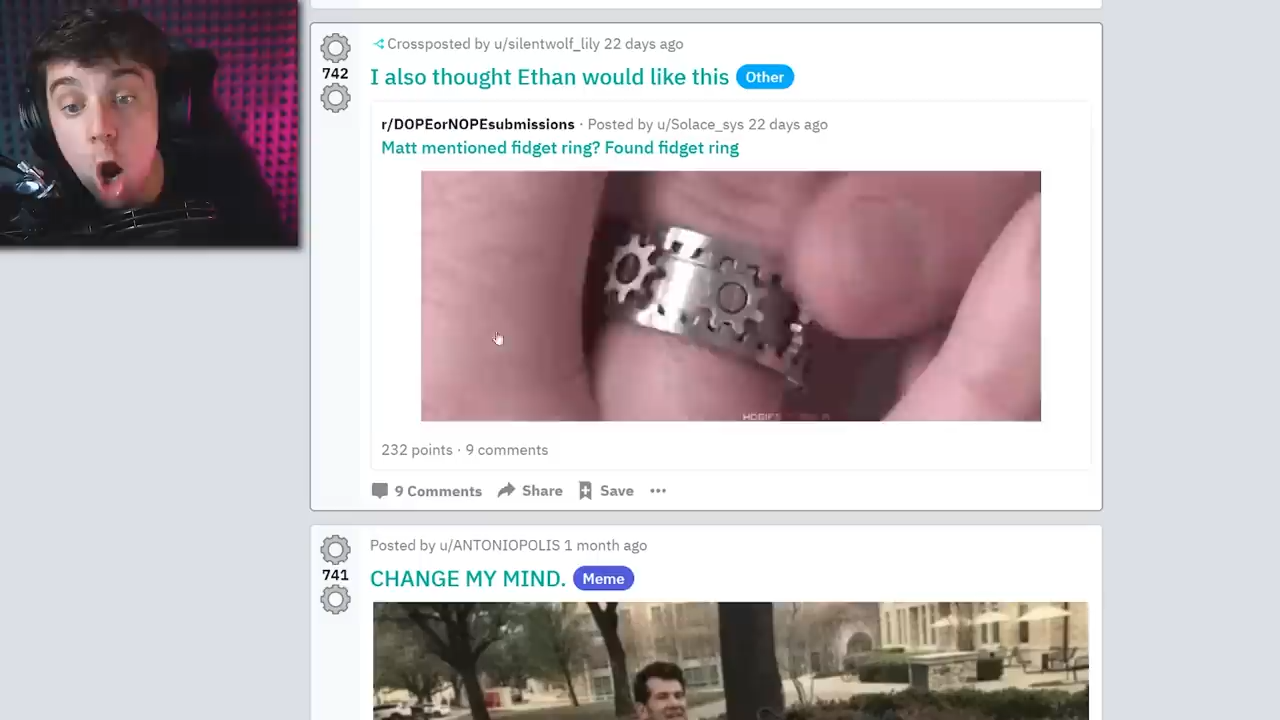 Crossposted by u/silentwolf_lily 22 days ago
742
I also thought Ethan would like this Other
r/DOPEorNOPEsubmissions · Posted by u/Solace_sys 22 days ago
Matt mentioned fidget ring? Found fidget ring
232 points · 9 comments
9 Comments Share Save
Posted by u/ANTONIOPOLIS 1 month ago
741
CHANGE MY MIND. Meme